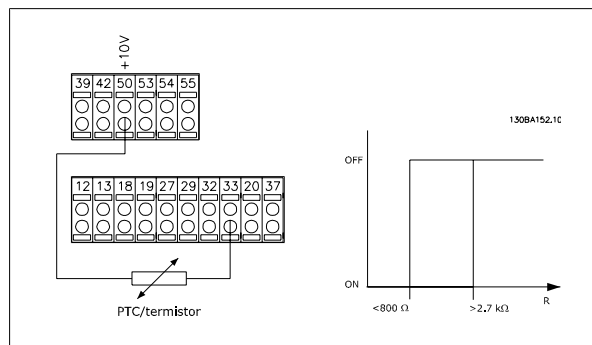 +10V
39 42 50 53 54 55
12 13 18 19 27 29 32 33 20 37
PTC/termistor
130BA152.10
OFF
ON
<800 Ω >2.7 kΩ R